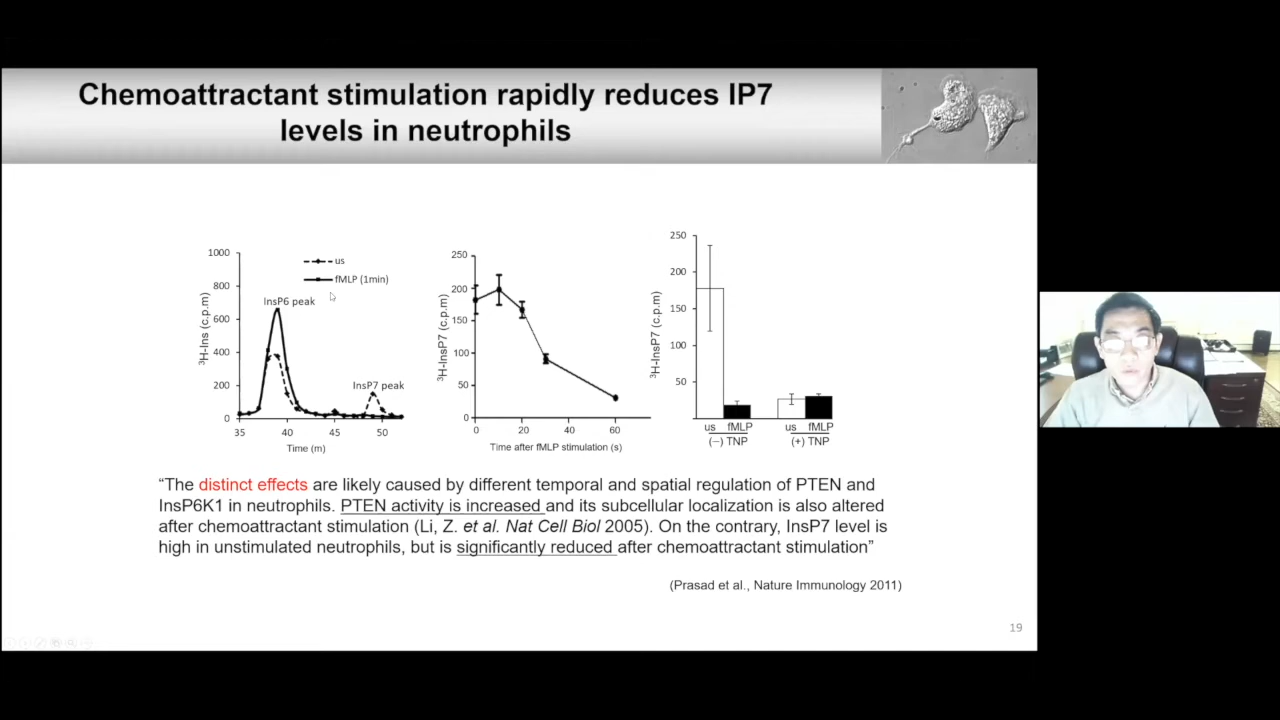 Chemoattractant stimulation rapidly reduces IP7
levels in neutrophils
1000
800
600
400
200
0
³H-Ins (c.p.m)
us
fMLP (1min)
InsP6 peak
InsP7 peak
35
40
45
50
Time (m)
250
200
150
100
50
0
³H-InsP7 (c.p.m)
0
20
40
60
Time after fMLP stimulation (s)
250
200
150
100
50
³H-InsP7 (c.p.m)
us fMLP
(−) TNP
us fMLP
(+) TNP
“The distinct effects are likely caused by different temporal and spatial regulation of PTEN and
InsP6K1 in neutrophils. PTEN activity is increased and its subcellular localization is also altered
after chemoattractant stimulation (Li, Z. et al. Nat Cell Biol 2005). On the contrary, InsP7 level is
high in unstimulated neutrophils, but is significantly reduced after chemoattractant stimulation”
(Prasad et al., Nature Immunology 2011)
19